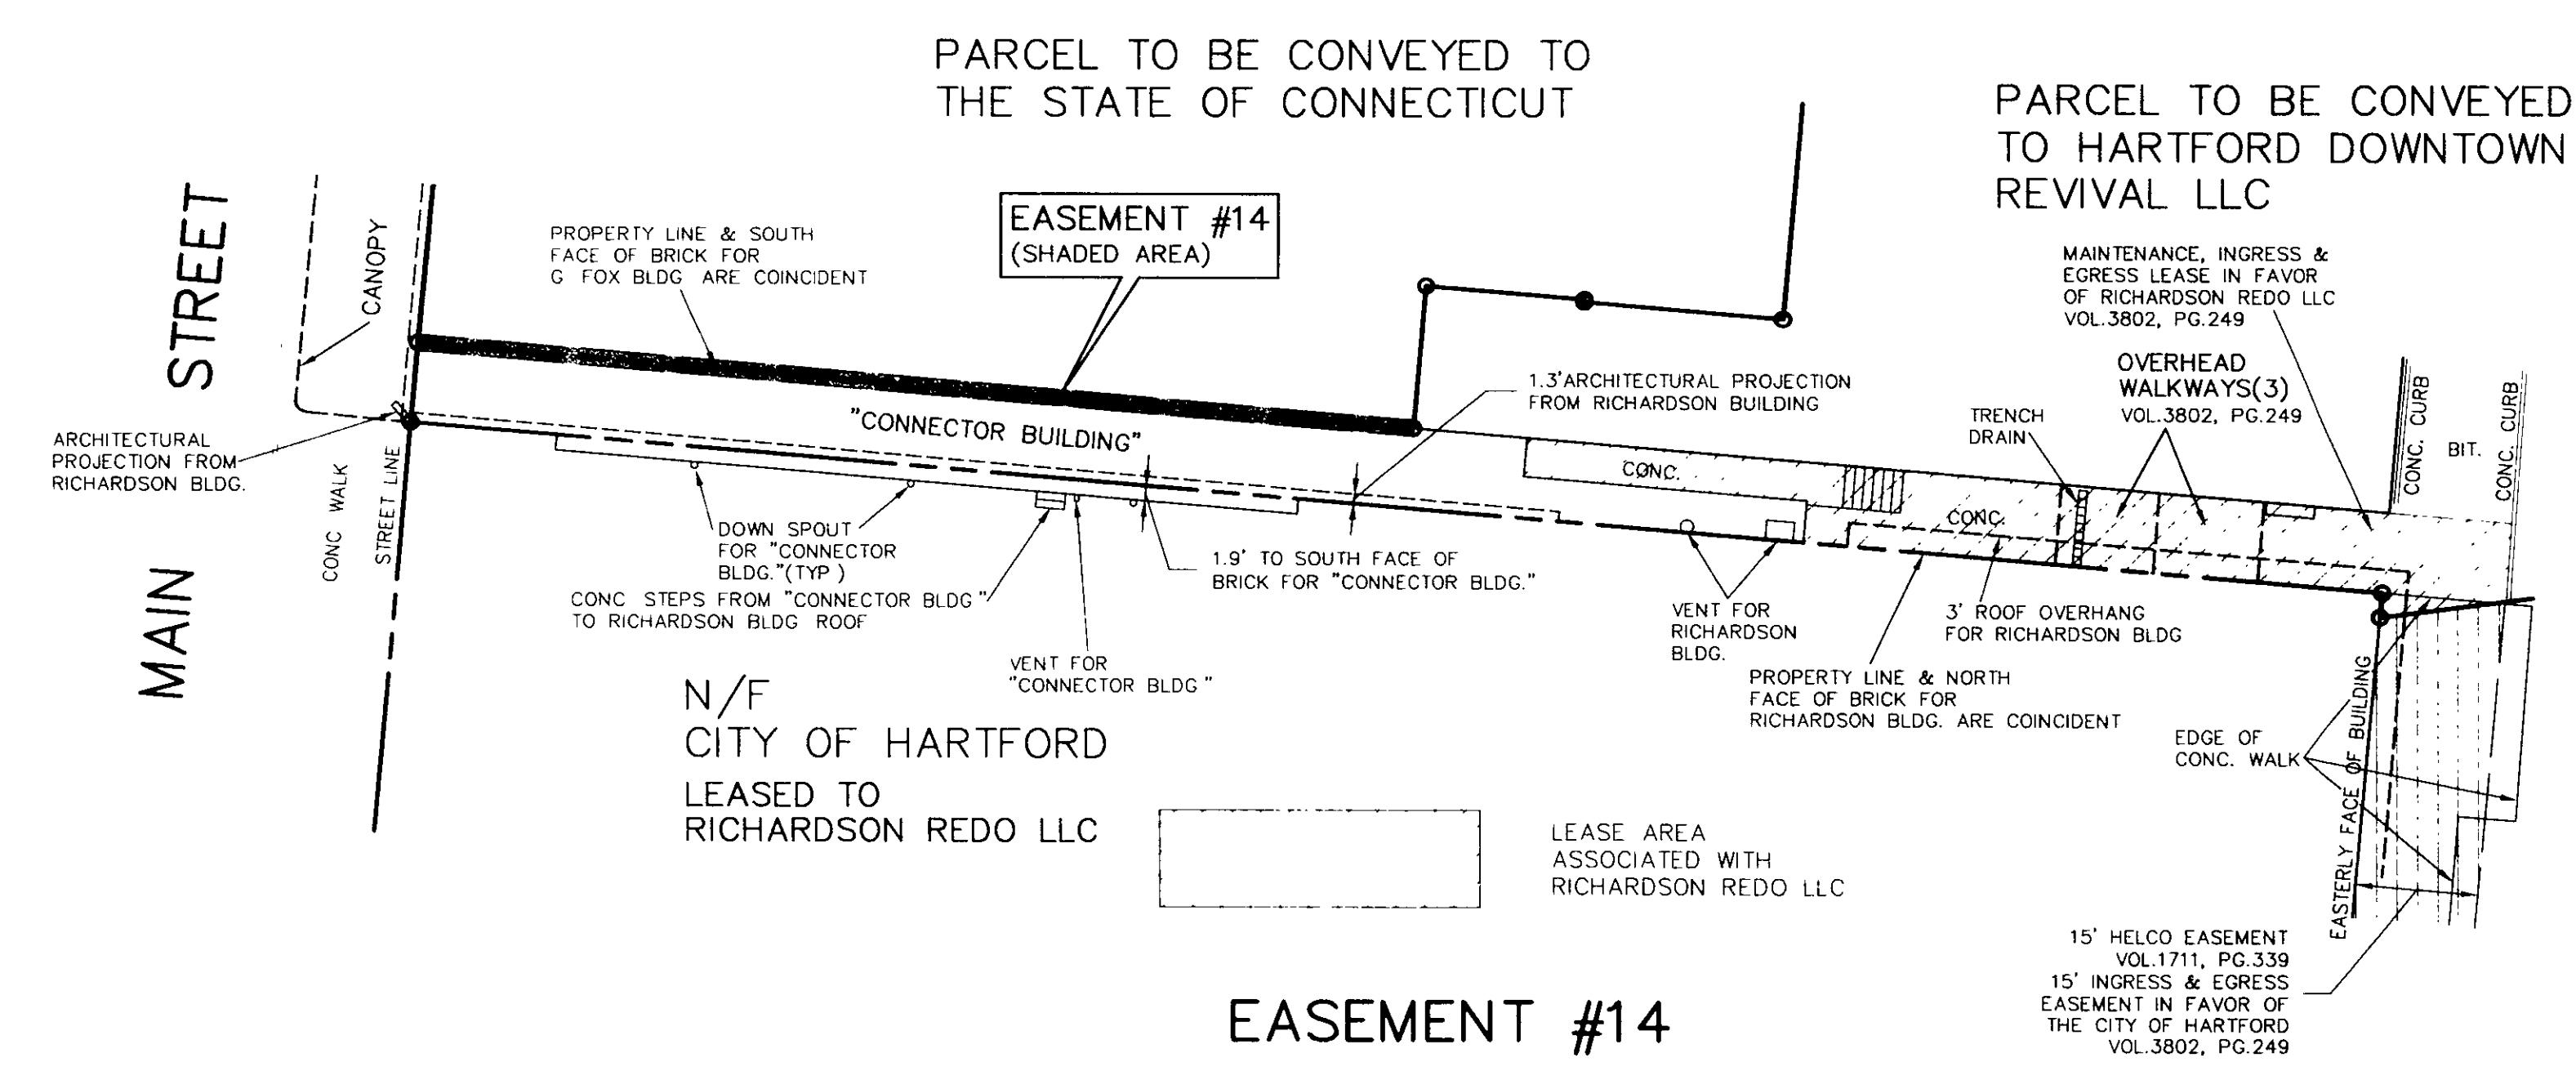 PARCEL TO BE CONVEYED TO
THE STATE OF CONNECTICUT
PARCEL TO BE CONVEYED
TO HARTFORD DOWNTOWN
REVIVAL LLC
MAIN STREET
CANOPY
PROPERTY LINE & SOUTH
FACE OF BRICK FOR
G FOX BLDG ARE COINCIDENT
EASEMENT #14
(SHADED AREA)
MAINTENANCE, INGRESS &
EGRESS LEASE IN FAVOR
OF RICHARDSON REDO LLC
VOL.3802, PG.249
OVERHEAD
WALKWAYS(3)
VOL.3802, PG.249
1.3'ARCHITECTURAL PROJECTION
FROM RICHARDSON BUILDING
TRENCH
DRAIN
CONC. CURB
BIT.
CONC. CURB
"CONNECTOR BUILDING"
ARCHITECTURAL
PROJECTION FROM
RICHARDSON BLDG.
CONC WALK
STREET LINE
CONC.
CONC.
DOWN SPOUT
FOR "CONNECTOR
BLDG."(TYP )
1.9' TO SOUTH FACE OF
BRICK FOR "CONNECTOR BLDG."
CONC STEPS FROM "CONNECTOR BLDG"
TO RICHARDSON BLDG ROOF
VENT FOR
"CONNECTOR BLDG "
VENT FOR
RICHARDSON
BLDG.
3' ROOF OVERHANG
FOR RICHARDSON BLDG
PROPERTY LINE & NORTH
FACE OF BRICK FOR
RICHARDSON BLDG. ARE COINCIDENT
N/F
CITY OF HARTFORD
LEASED TO
RICHARDSON REDO LLC
EDGE OF
CONC. WALK
EASTERLY FACE OF BUILDING
LEASE AREA
ASSOCIATED WITH
RICHARDSON REDO LLC
15' HELCO EASEMENT
VOL.1711, PG.339
15' INGRESS & EGRESS
EASEMENT IN FAVOR OF
THE CITY OF HARTFORD
VOL.3802, PG.249
EASEMENT #14